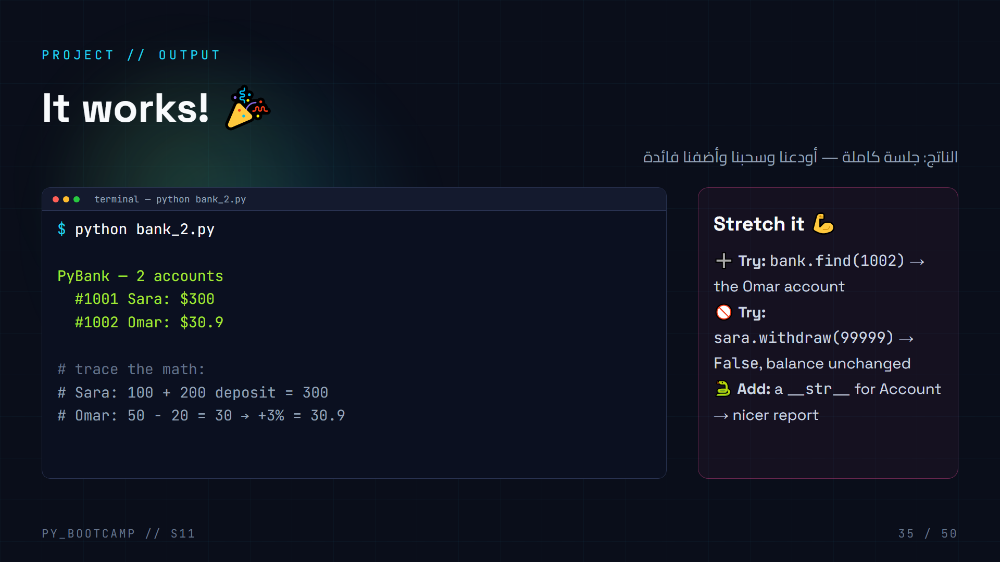 PROJECT // OUTPUT
It works! 🎉
الناتج: جلسة كاملة — أودعنا وسحبنا وأضفنا فائدة
terminal — python bank_2.py
$ python bank_2.py
PyBank — 2 accounts
#1001 Sara: $300
#1002 Omar: $30.9
# trace the math:
# Sara: 100 + 200 deposit = 300
# Omar: 50 - 20 = 30 → +3% = 30.9
Stretch it 💪
➕ Try: bank.find(1002) →
the Omar account
🚫 Try:
sara.withdraw(99999) →
False, balance unchanged
🐍 Add: a __str__ for Account
→ nicer report
PY_BOOTCAMP // S11
35 / 50